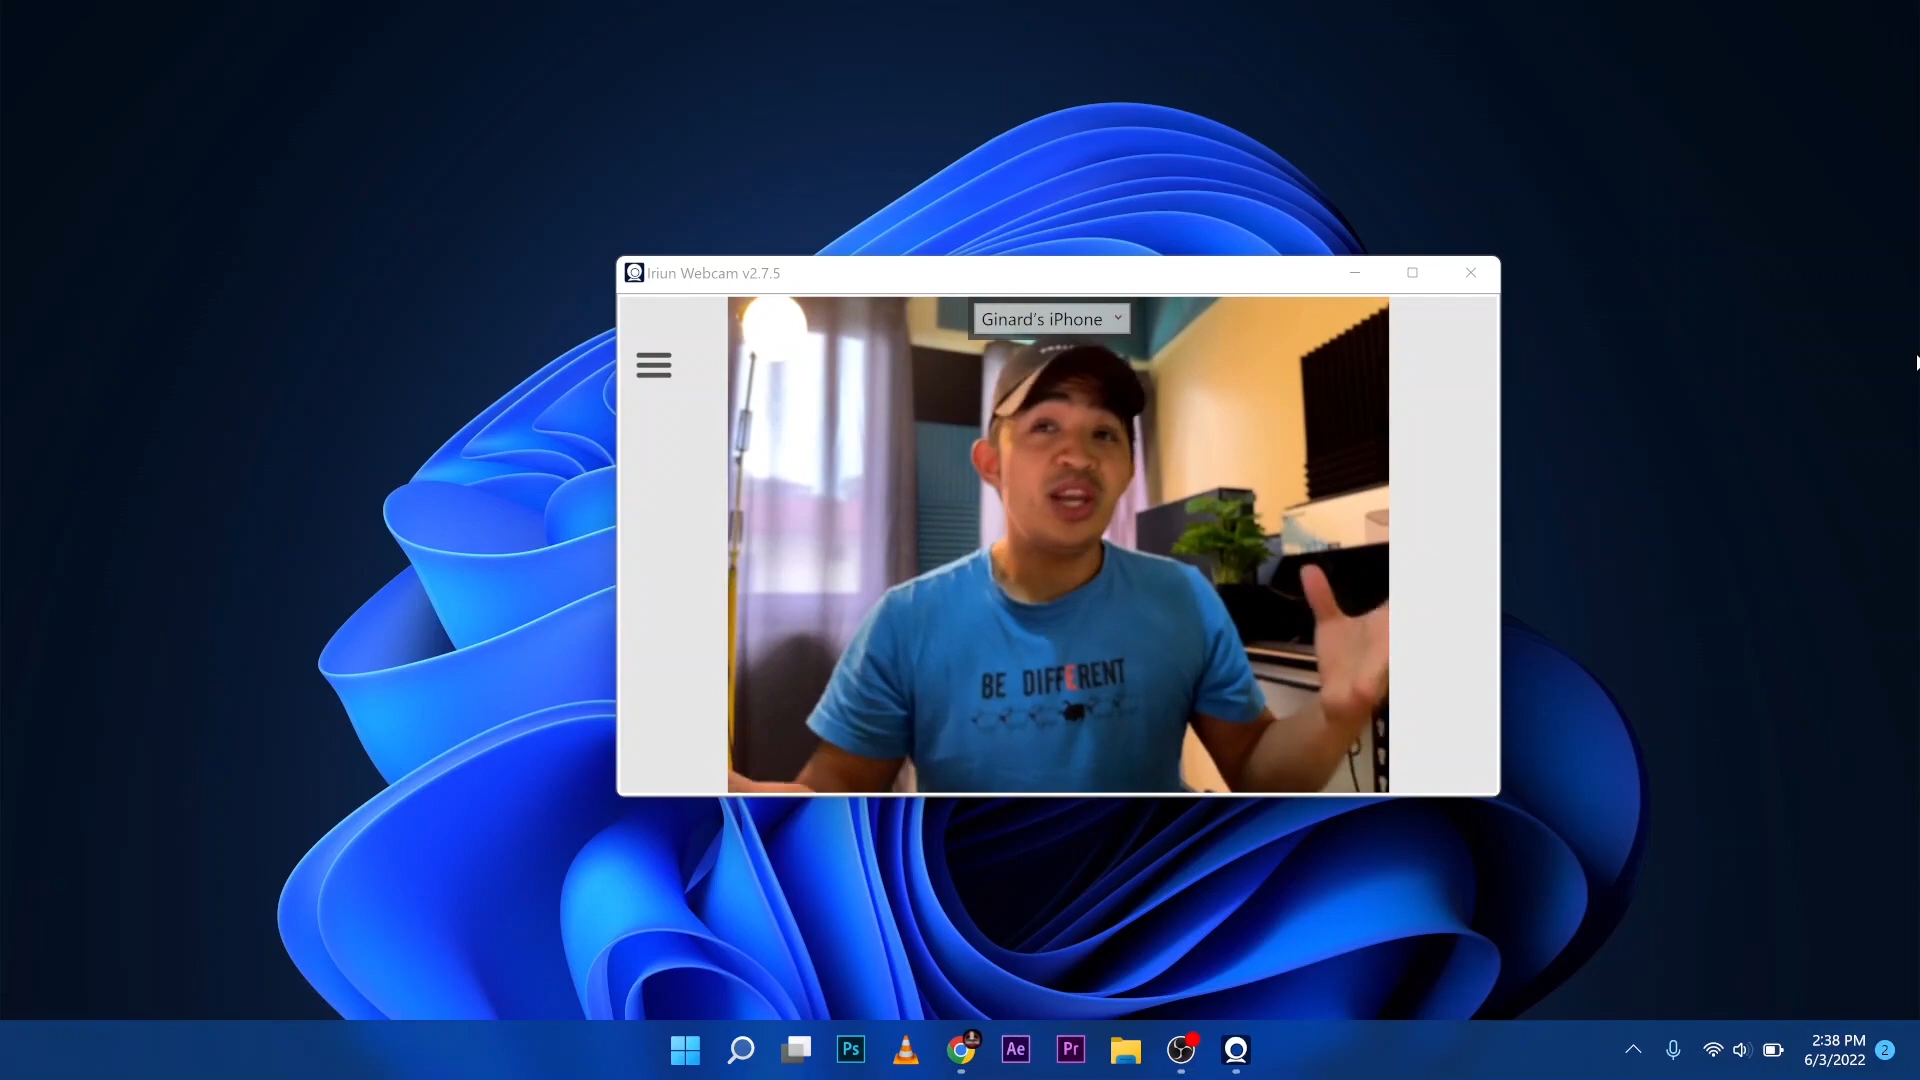 Iriun Webcam v2.7.5
Ginard's iPhone
BE DIFFERENT
Ps
Ae
Pr
2:38 PM
6/3/2022
2